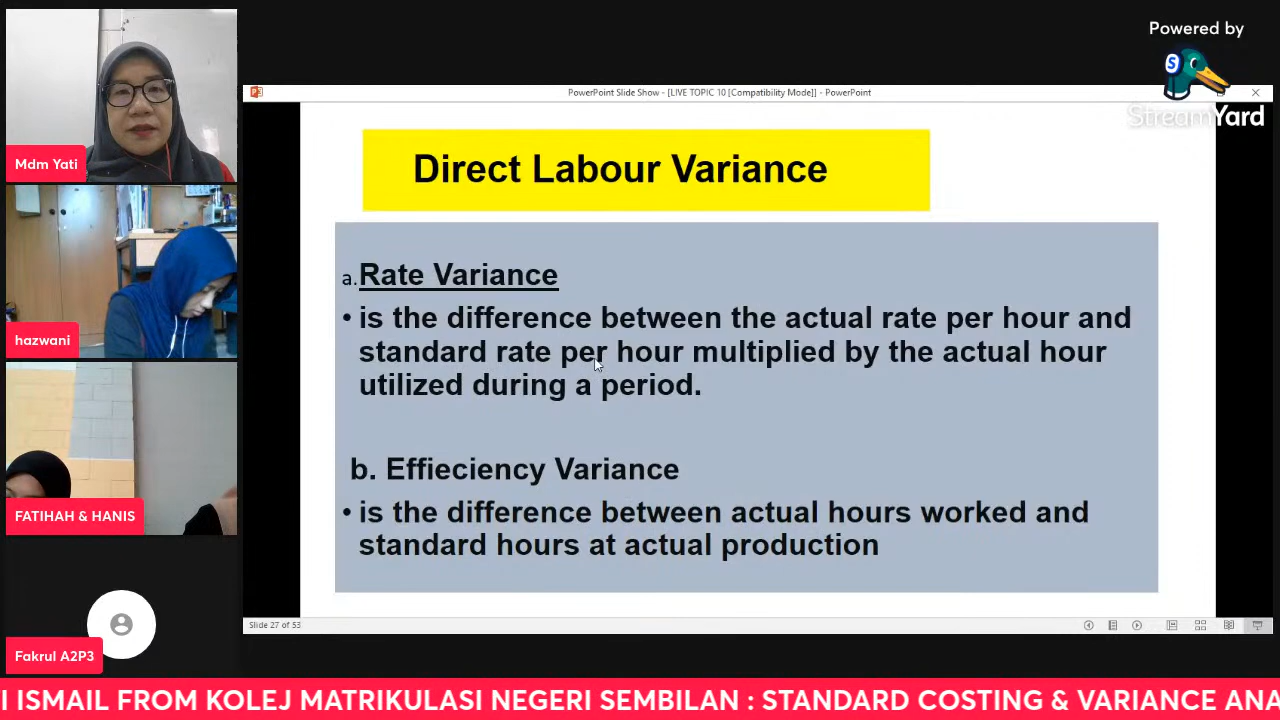 Powered by
StreamYard
PowerPoint Slide Show - [LIVE TOPIC 10 [Compatibility Mode]] - PowerPoint
Direct Labour Variance
a. Rate Variance
• is the difference between the actual rate per hour and
standard rate per hour multiplied by the actual hour
utilized during a period.
b. Effieciency Variance
• is the difference between actual hours worked and
standard hours at actual production
Slide 27 of 53
Mdm Yati
hazwani
FATIHAH & HANIS
Fakrul A2P3
I ISMAIL FROM KOLEJ MATRIKULASI NEGERI SEMBILAN : STANDARD COSTING & VARIANCE ANA